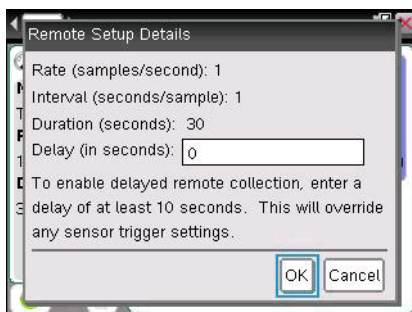 Remote Setup Details
Rate (samples/second): 1
Interval (seconds/sample): 1
Duration (seconds): 30
Delay (in seconds): 0
To enable delayed remote collection, enter a
delay of at least 10 seconds. This will override
any sensor trigger settings.
OK Cancel